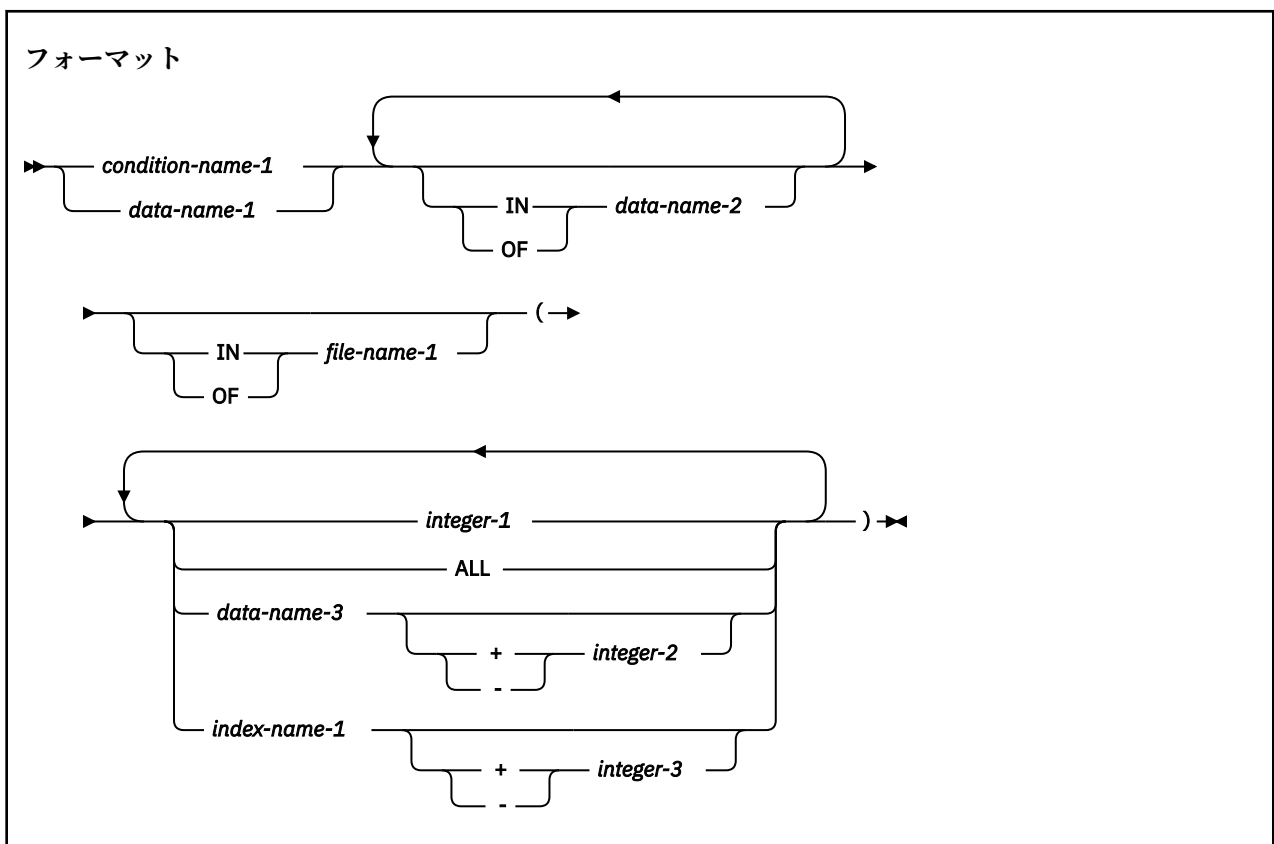 フォーマット
condition-name-1
data-name-1
IN data-name-2
OF
(
IN file-name-1
OF
integer-1 )
ALL
data-name-3
+ integer-2
-
index-name-1
+ integer-3
-